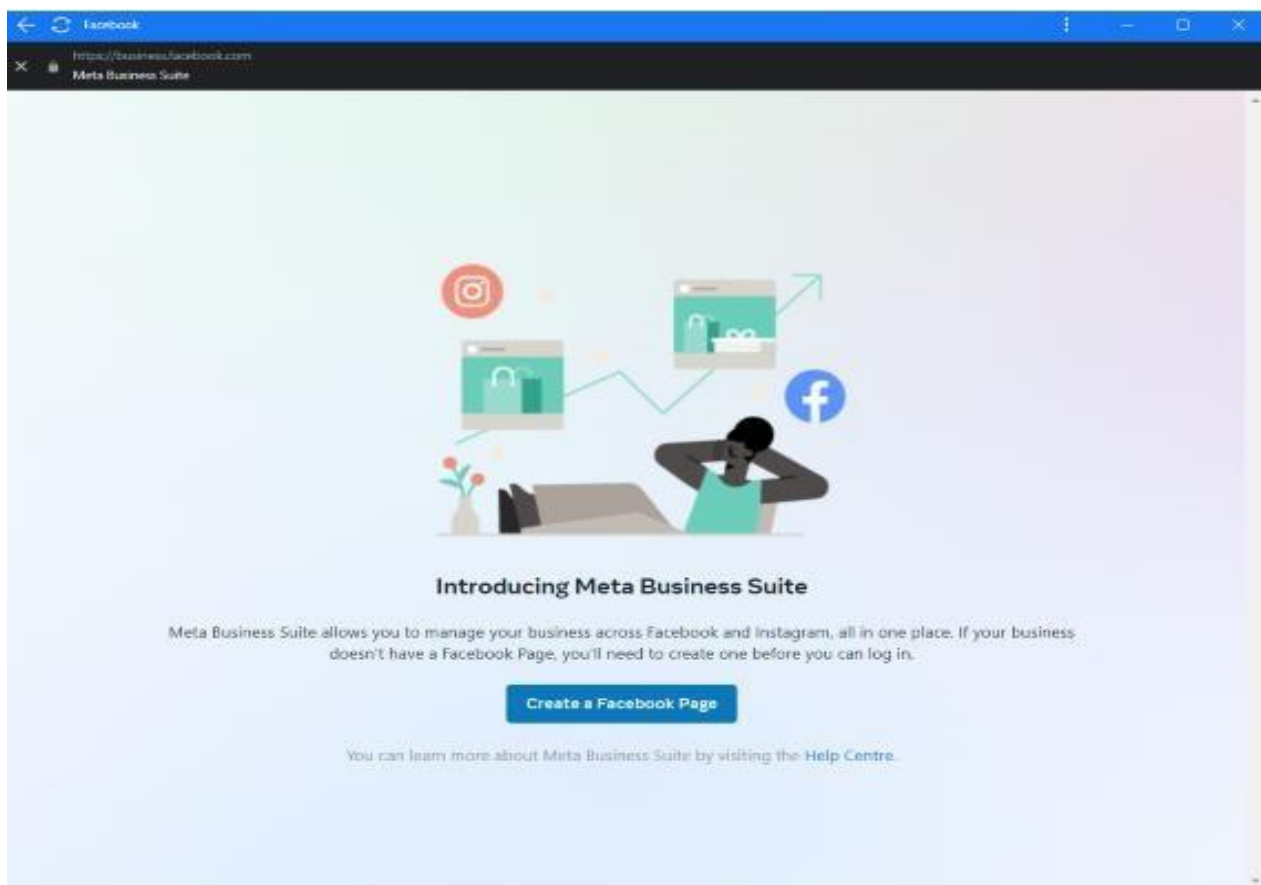 Facebook
https://business.facebook.com
Meta Business Suite
Introducing Meta Business Suite
Meta Business Suite allows you to manage your business across Facebook and Instagram, all in one place. If your business
doesn't have a Facebook Page, you'll need to create one before you can log in.
Create a Facebook Page
You can learn more about Meta Business Suite by visiting the Help Centre.